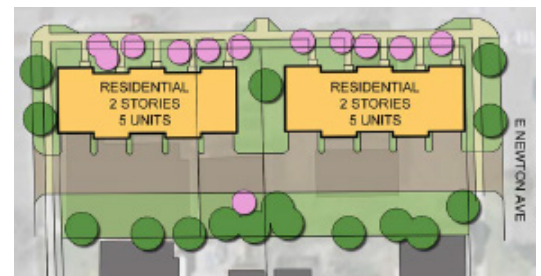 RESIDENTIAL
2 STORIES
5 UNITS
RESIDENTIAL
2 STORIES
5 UNITS
E NEWTON AVE